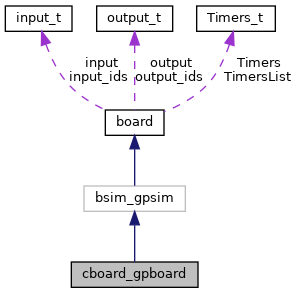 input_t
output_t
Timers_t
input
input_ids
output
output_ids
Timers
TimersList
board
bsim_gpsim
cboard_gpboard